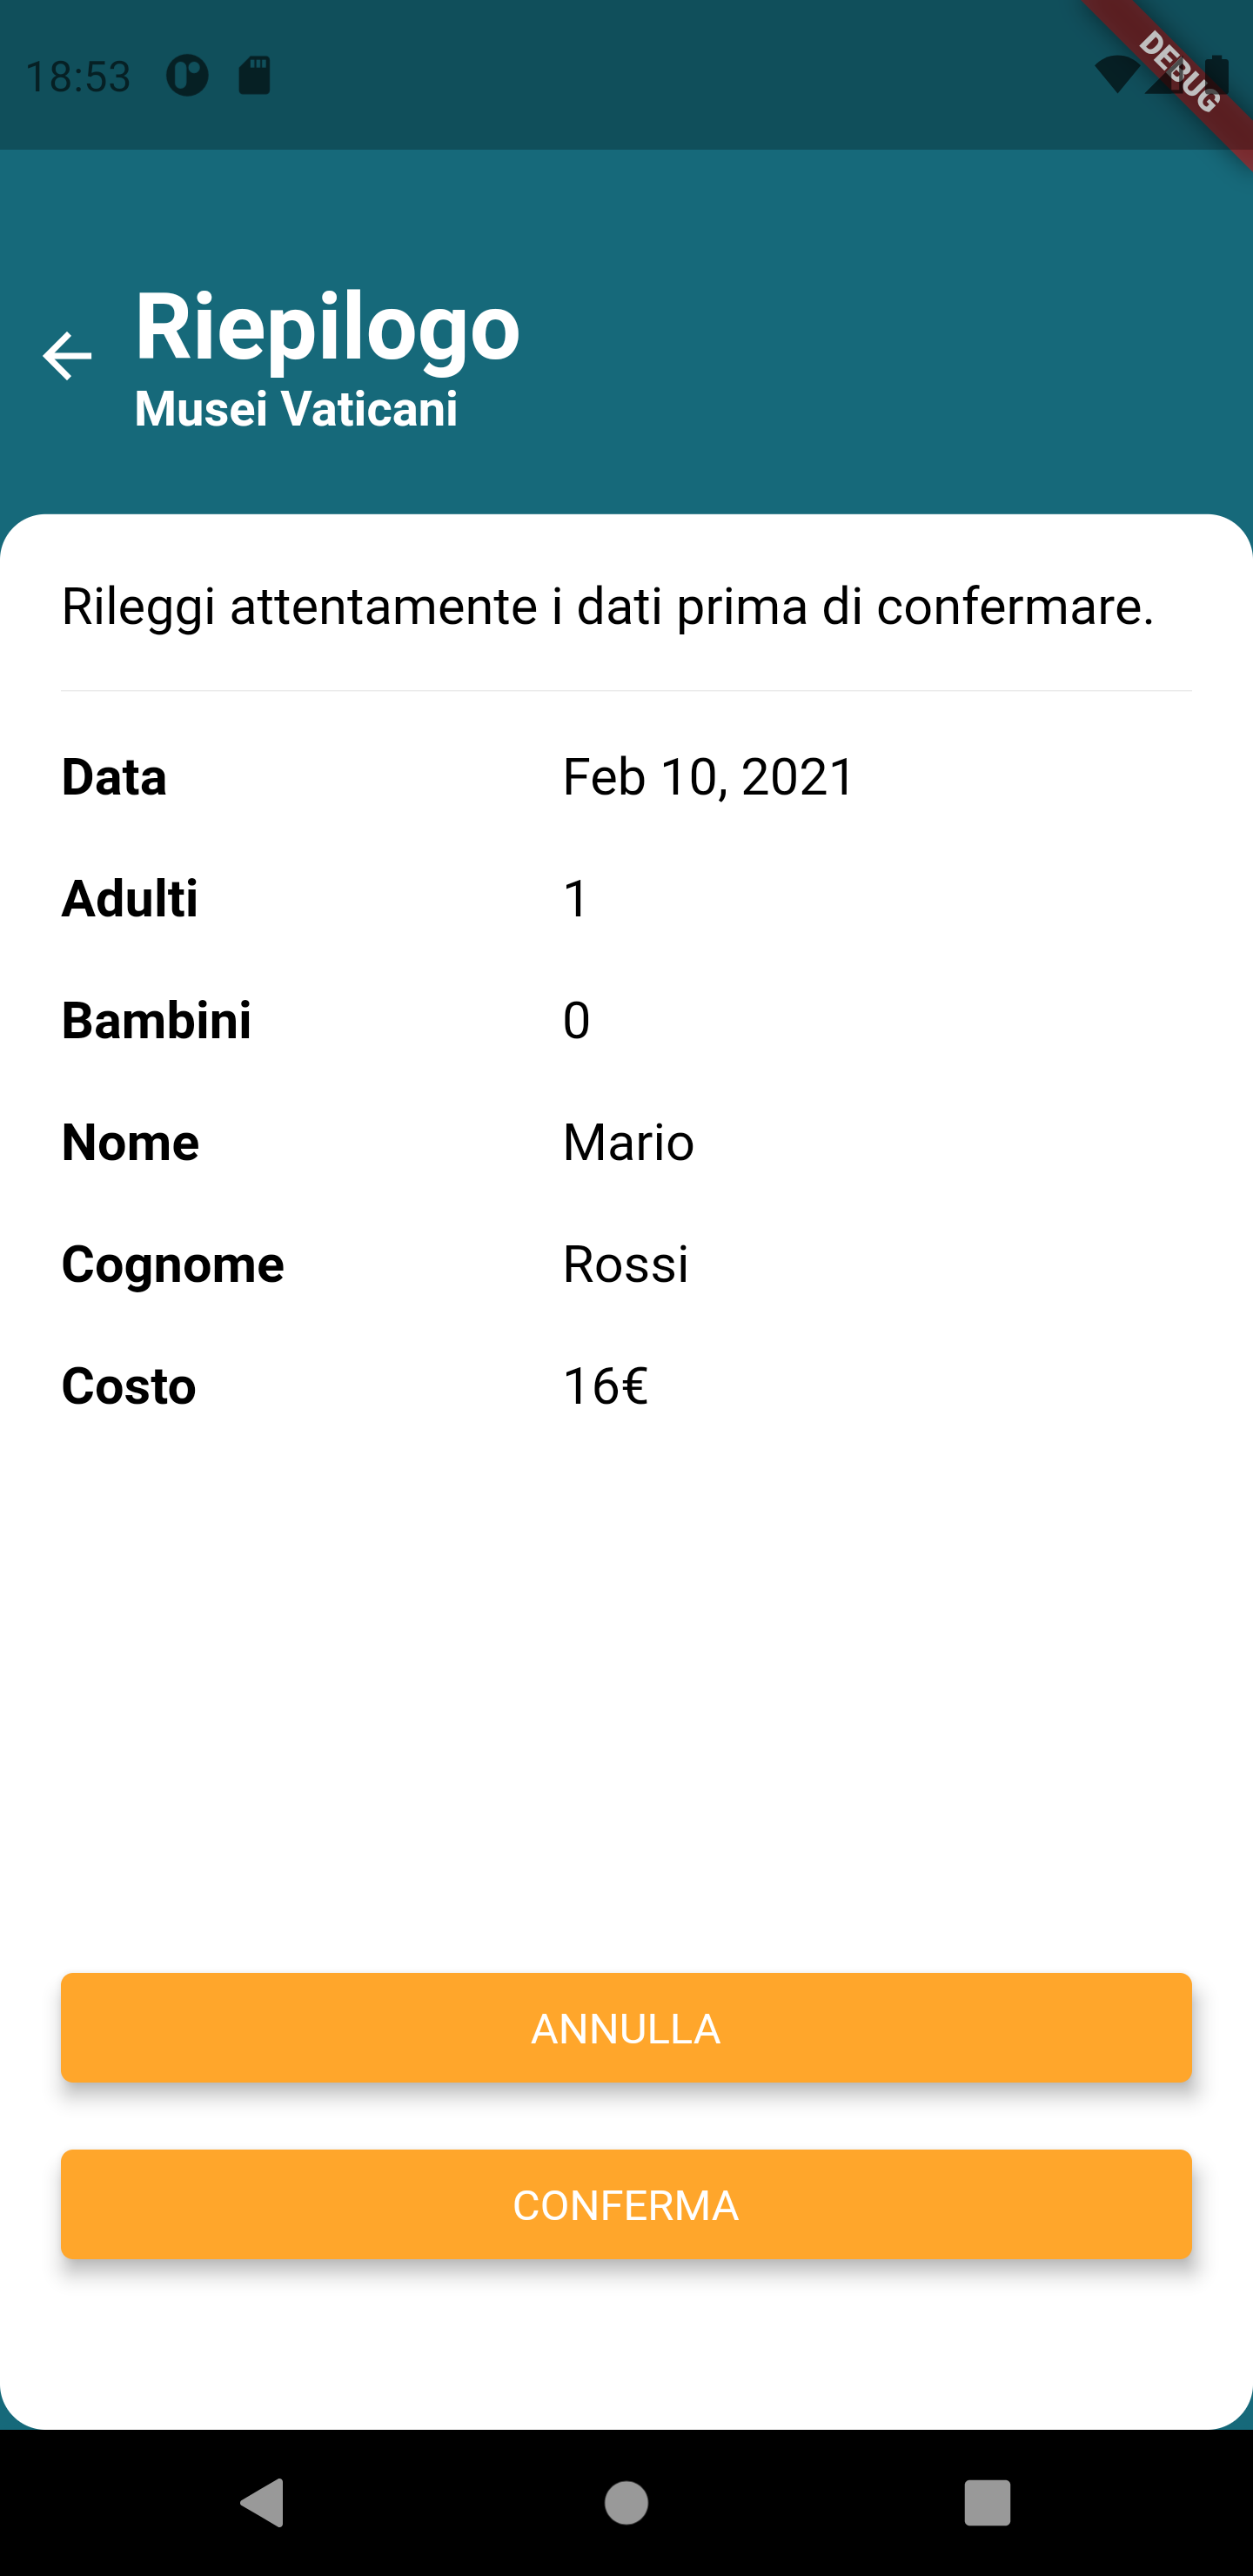 18:53
DEBUG
Riepilogo
Musei Vaticani
Rileggi attentamente i dati prima di confermare.
Data Feb 10, 2021
Adulti 1
Bambini 0
Nome Mario
Cognome Rossi
Costo 16€
ANNULLA
CONFERMA